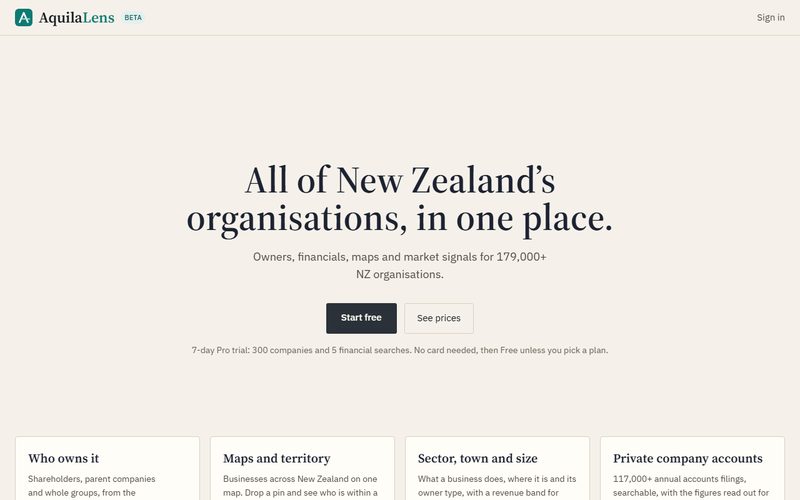 AquilaLens BETA
Sign in
All of New Zealand's
organisations, in one place.
Owners, financials, maps and market signals for 179,000+
NZ organisations.
Start free
See prices
7-day Pro trial: 300 companies and 5 financial searches. No card needed, then Free unless you pick a plan.
Who owns it
Shareholders, parent companies
and whole groups, from the
Maps and territory
Businesses across New Zealand on one
map. Drop a pin and see who is within a
Sector, town and size
What a business does, where it is and its
owner type, with a revenue band for
Private company accounts
117,000+ annual accounts filings,
searchable, with the figures read out for